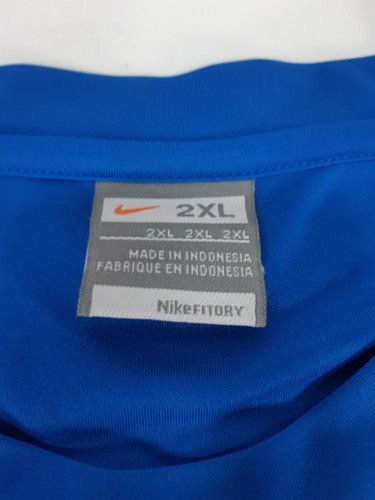 2XL
2XL 2XL 2XL
MADE IN INDONESIA
FABRIQUE EN INDONESIA
NikeFITDRY